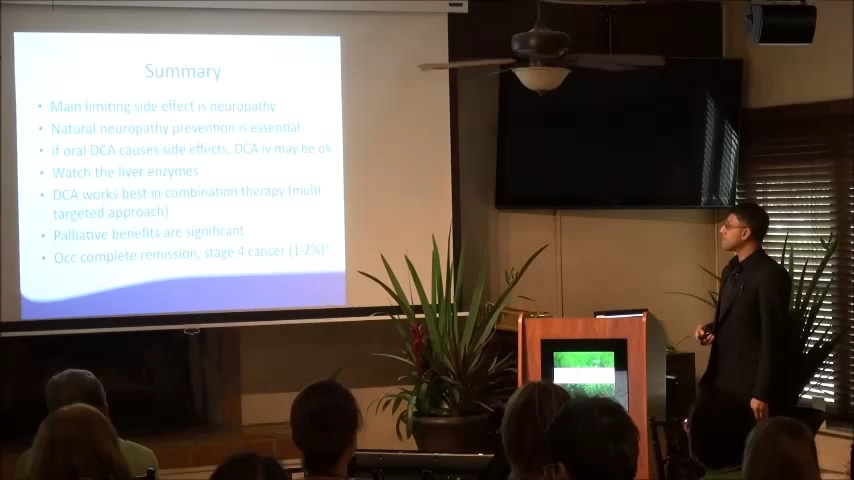 Summary
• Main limiting side effect is neuropathy
• Natural neuropathy prevention is essential
• if oral DCA causes side effects, DCA iv may be ok
• Watch the liver enzymes
• DCA works best in combination therapy (multi
targeted approach)
• Palliative benefits are significant
• Occ complete remission, stage 4 cancer (1-2%)